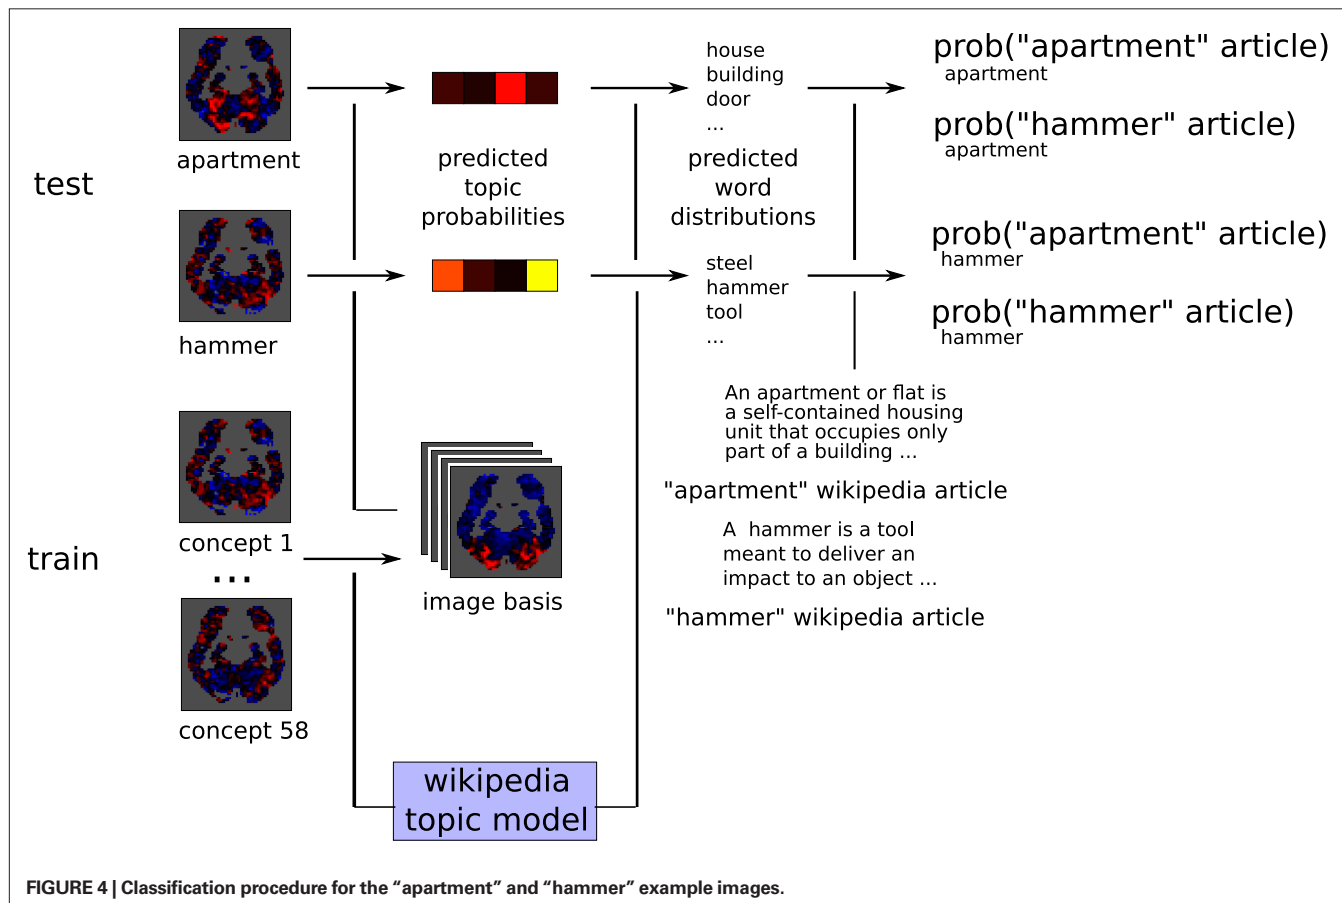 test
apartment
hammer
predicted
topic
probabilities
house
building
door
...
predicted
word
distributions
steel
hammer
tool
...
prob("apartment" article)
apartment
prob("hammer" article)
apartment
prob("apartment" article)
hammer
prob("hammer" article)
hammer
An apartment or flat is
a self-contained housing
unit that occupies only
part of a building ...
"apartment" wikipedia article
A hammer is a tool
meant to deliver an
impact to an object ...
"hammer" wikipedia article
train
concept 1
...
concept 58
image basis
wikipedia
topic model
FIGURE 4 | Classification procedure for the “apartment” and “hammer” example images.